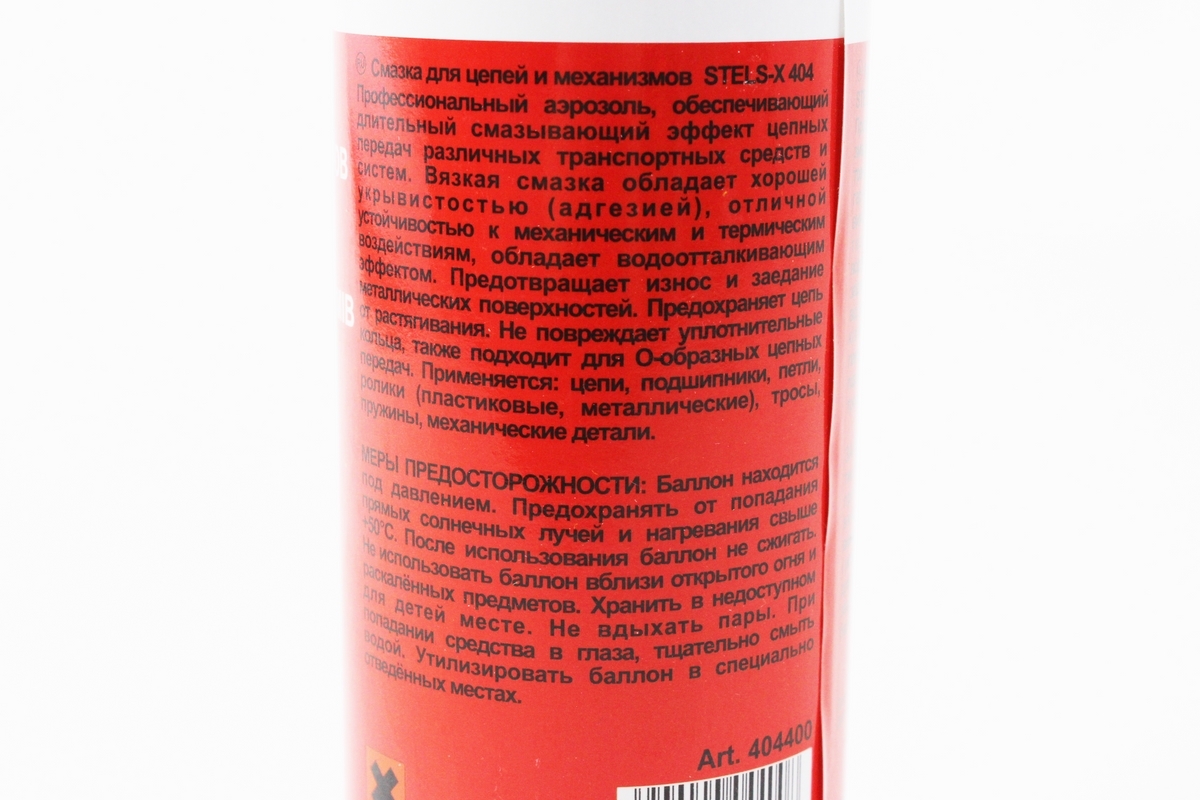 RU Смазка для цепей и механизмов STELS-X 404
Профессиональный аэрозоль, обеспечивающий
длительный смазывающий эффект цепных
передач различных транспортных средств и
систем. Вязкая смазка обладает хорошей
укрывистостью (адгезией), отличной
устойчивостью к механическим и термическим
воздействиям, обладает водоотталкивающим
эффектом. Предотвращает износ и заедание
металлических поверхностей. Предохраняет цепь
от растягивания. Не повреждает уплотнительные
кольца, также подходит для О-образных цепных
передач. Применяется: цепи, подшипники, петли,
ролики (пластиковые, металлические), тросы,
пружины, механические детали.
МЕРЫ ПРЕДОСТОРОЖНОСТИ: Баллон находится
под давлением. Предохранять от попадания
прямых солнечных лучей и нагревания свыше
+50°С. После использования баллон не сжигать.
Не использовать баллон вблизи открытого огня и
раскалённых предметов. Хранить в недоступном
для детей месте. Не вдыхать пары. При
попадании средства в глаза, тщательно смыть
водой. Утилизировать баллон в специально
отведённых местах.
Art. 404400